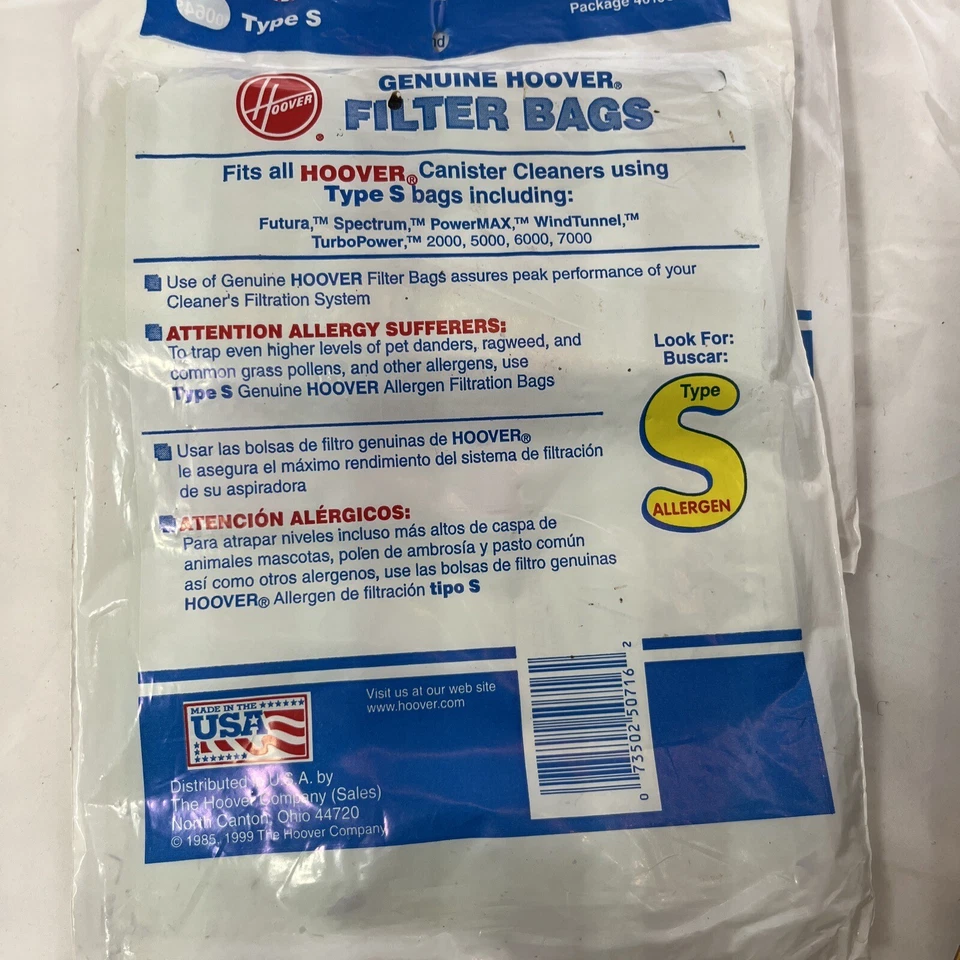 Type S
Package
HOOVER
GENUINE HOOVER®
FILTER BAGS
Fits all HOOVER® Canister Cleaners using
Type S bags including:
Futura,™ Spectrum,™ PowerMAX,™ WindTunnel,™
TurboPower,™ 2000, 5000, 6000, 7000
Use of Genuine HOOVER Filter Bags assures peak performance of your
Cleaner's Filtration System
ATTENTION ALLERGY SUFFERERS:
To trap even higher levels of pet danders, ragweed, and
common grass pollens, and other allergens, use
Type S Genuine HOOVER Allergen Filtration Bags
Look For:
Buscar:
Type
S
ALLERGEN
Usar las bolsas de filtro genuinas de HOOVER®
le asegura el máximo rendimiento del sistema de filtración
de su aspiradora
ATENCIÓN ALÉRGICOS:
Para atrapar niveles incluso más altos de caspa de
animales mascotas, polen de ambrosía y pasto común
así como otros alergenos, use las bolsas de filtro genuinas
HOOVER® Allergen de filtración tipo S
MADE IN THE
USA
Visit us at our web site
www.hoover.com
Distributed U.S.A. by
The Hoover Company (Sales)
North Canton, Ohio 44720
© 1985, 1999 The Hoover Company
0 73502 50716 2